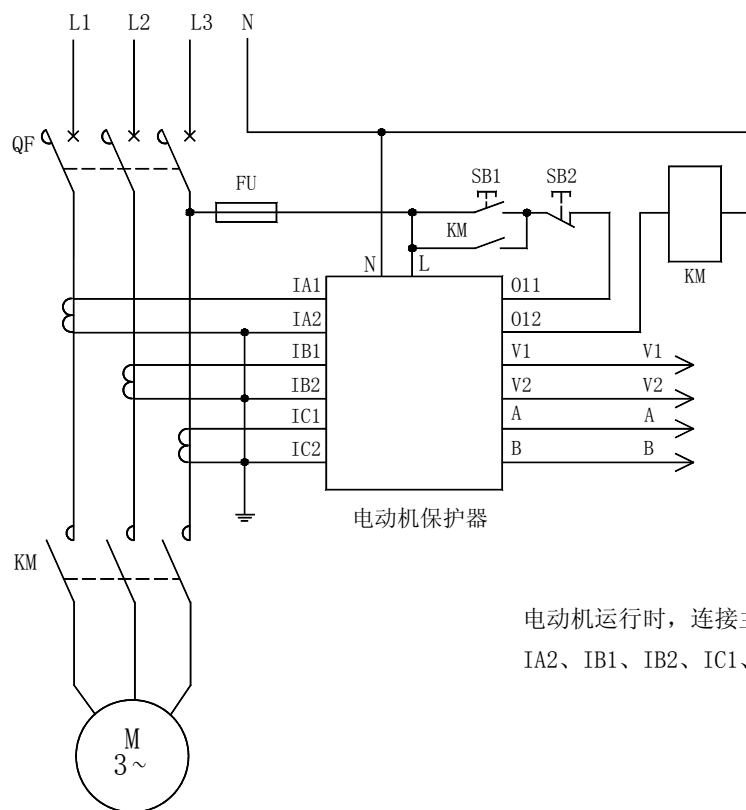 L1 L2 L3 N
QF
FU
SB1 SB2
KM
KM
N L
IA1 O11
IA2 O12
IB1 V1 V1
IB2 V2 V2
IC1 A A
IC2 B B
电动机保护器
KM
电动机运行时，连接
IA2、IB1、IB2、IC1、
M
3~